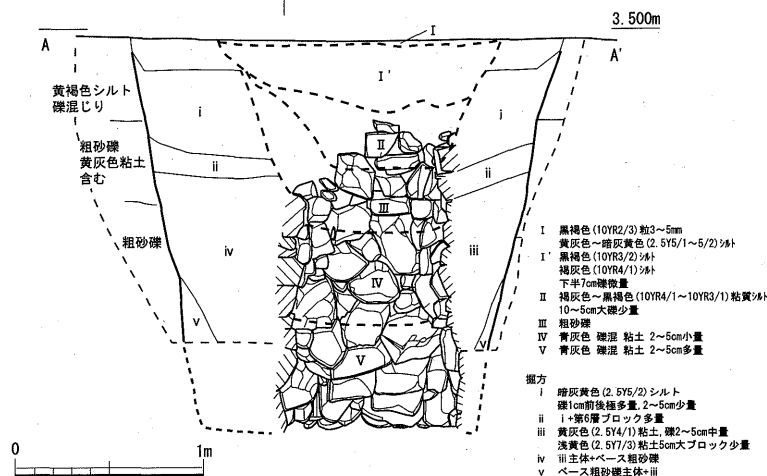 I
3.500m
A
A'
I'
黄褐色シルト
礫混じり
i
i
II
粗砂礫
黄灰色粘土
含む
ii
ii
III
粗砂礫
iv
iii
IV
v
v
V
I 黒褐色(10YR2/3)粒3~5mm
黄灰色~暗灰黄色(2.5Y5/1~5/2)シルト
I' 黒褐色(10YR3/2)シルト
褐灰色(10YR4/1)シルト
下半7cm礫微量
II 褐灰色~黒褐色(10YR4/1~10YR3/1)粘質シルト
10~5cm大礫少量
III 粗砂礫
IV 青灰色 礫混 粘土 2~5cm小量
V 青灰色 礫混 粘土 2~5cm多量
掘方
i 暗灰黄色(2.5Y5/2)シルト
礫1cm前後極多量,2~5cm少量
ii i+第6層ブロック多量
iii 黄灰色(2.5Y4/1)粘土,礫2~5cm中量
浅黄色(2.5Y7/3)粘土5cm大ブロック少量
iv iii主体+ベース粗砂礫
v ベース粗砂礫主体+iii
0
1m